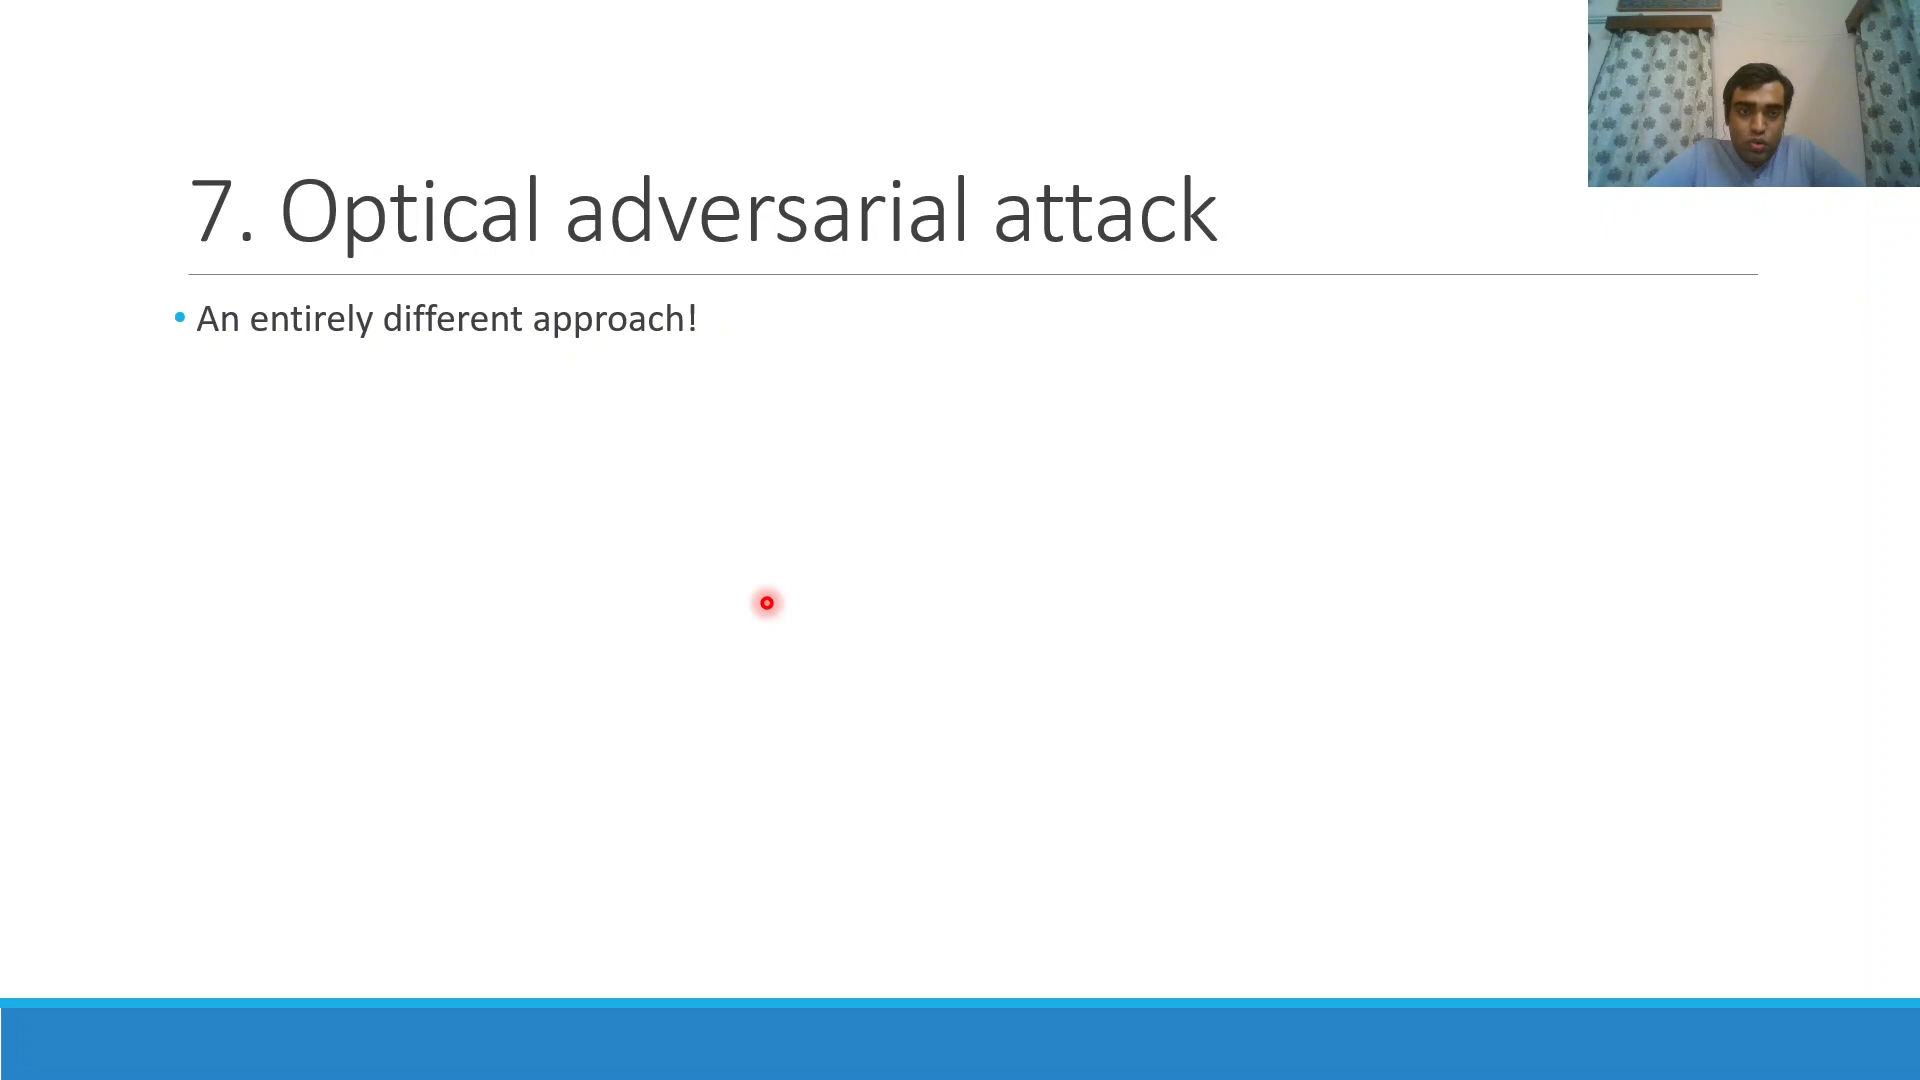 7. Optical adversarial attack
• An entirely different approach!